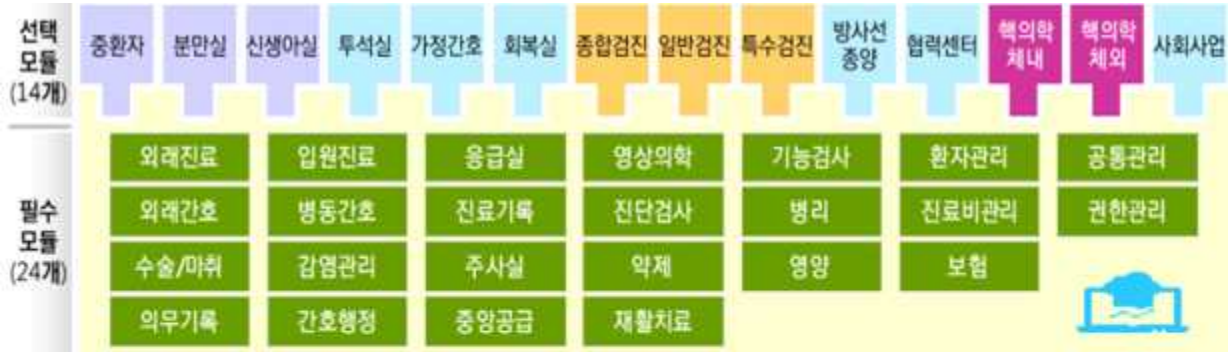 선택
모듈
(14개)
중환자
분만실
신생아실
투석실
가정간호
회복실
종합검진
일반검진
특수검진
방사선
종양
협력센터
핵의학
체내
핵의학
체외
사회사업
필수
모듈
(24개)
외래진료
입원진료
응급실
영상의학
기능검사
환자관리
공통관리
외래간호
병동간호
진료기록
진단검사
병리
진료비관리
권한관리
수술/마취
감염관리
주사실
약제
영양
보험
의무기록
간호행정
중앙공급
재활치료